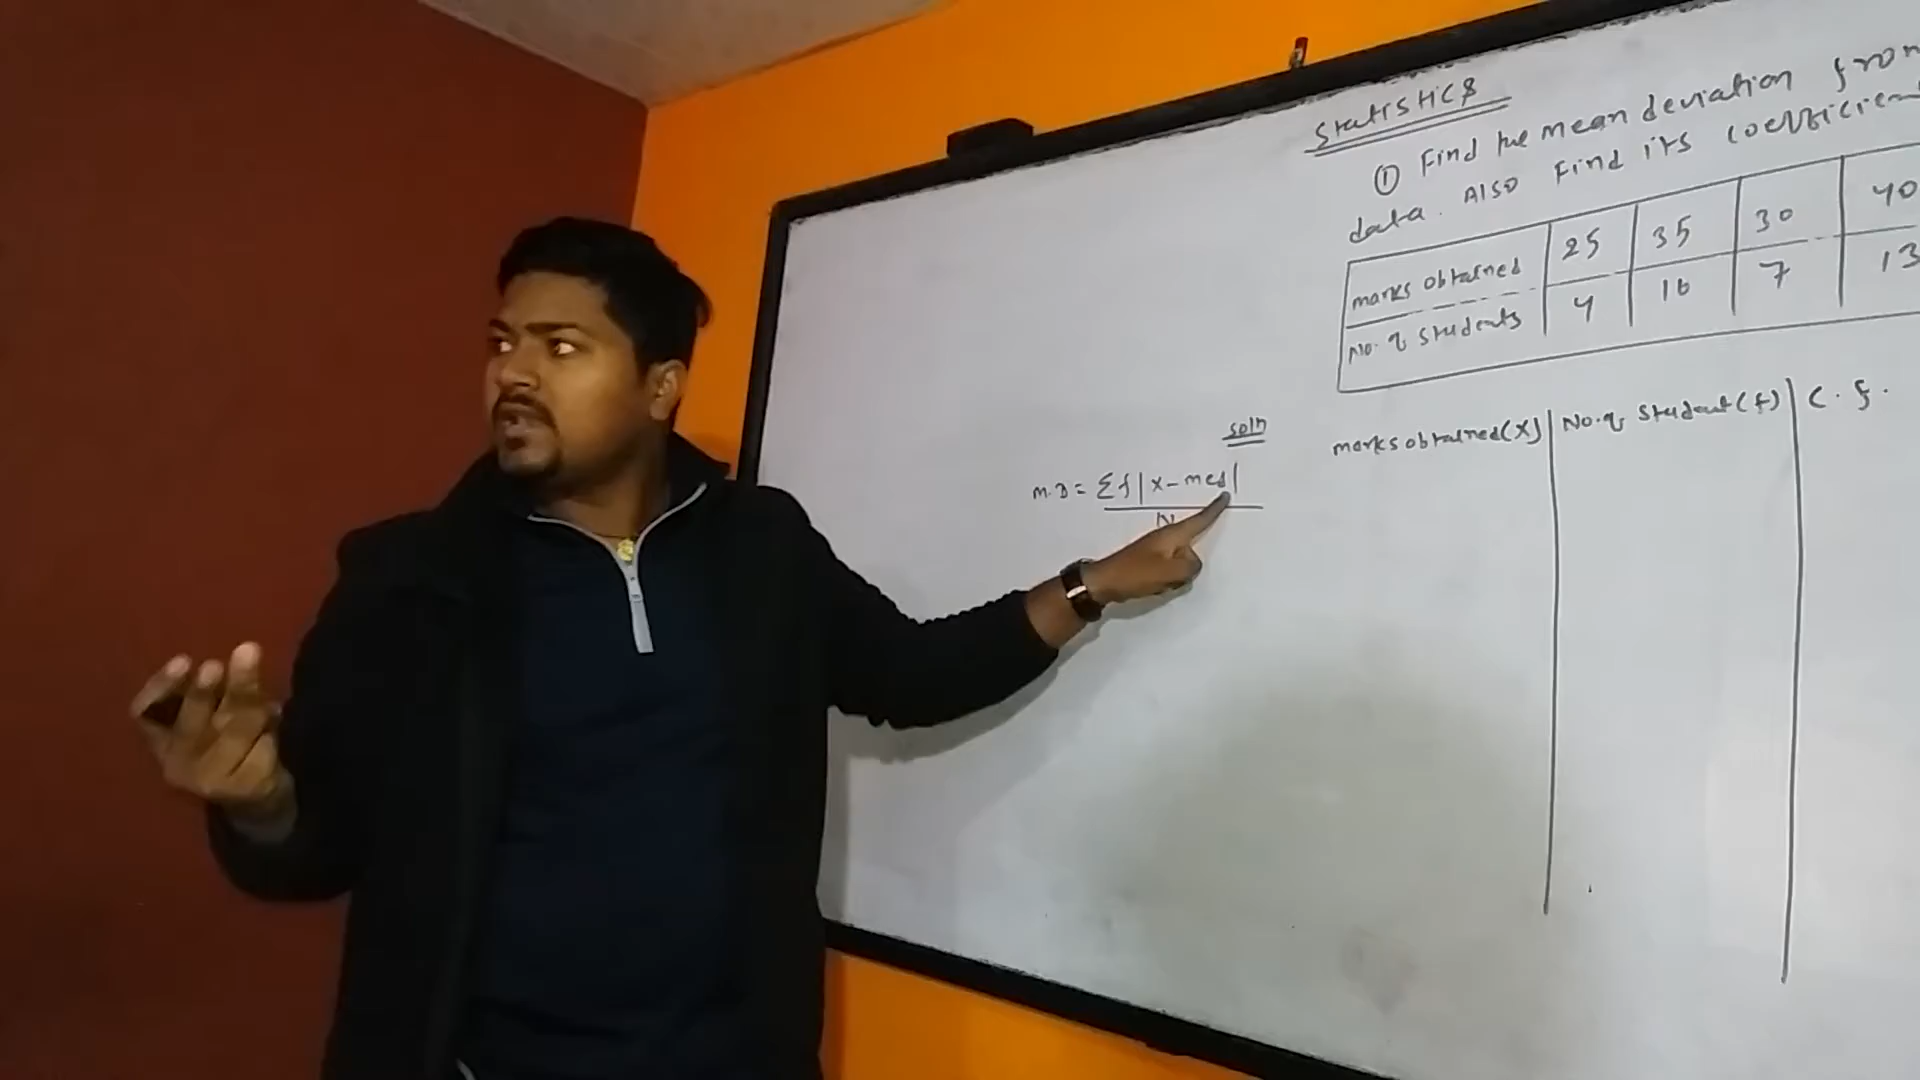 Statistics
① Find the mean deviation from
data. Also Find its coefficient
marks obtained 25 35 30 40
No. of students 4 16 7 13
soln
marks obtained(X) No. of Student(f) C.f.
M.D = Σf|X-med|
N